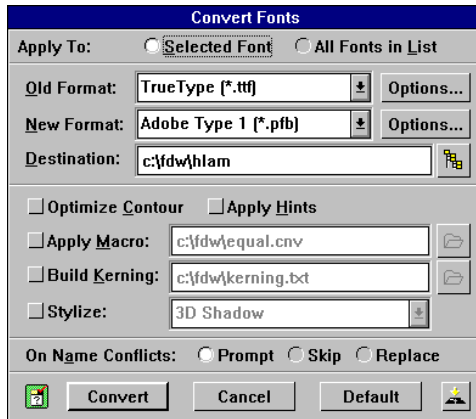 Convert Fonts
Apply To: Selected Font All Fonts in List
Old Format: TrueType (*.ttf) Options...
New Format: Adobe Type 1 (*.pfb) Options...
Destination: c:\fdw\hlam
Optimize Contour Apply Hints
Apply Macro: c:\fdw\equal.cnv
Build Kerning: c:\fdw\kerning.txt
Stylize: 3D Shadow
On Name Conflicts: Prompt Skip Replace
Convert Cancel Default